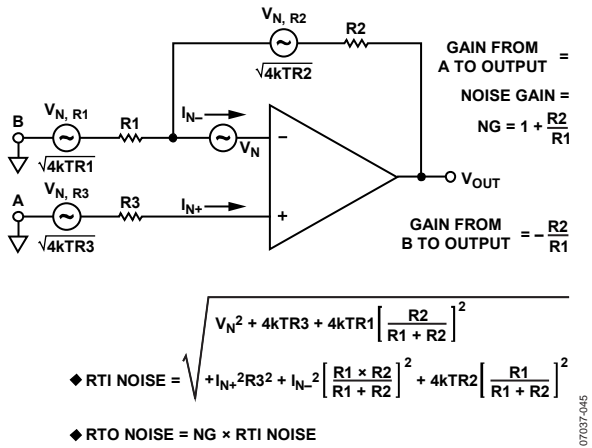 V_N, R2
R2
√4kTR2
GAIN FROM
A TO OUTPUT =
NOISE GAIN =
NG = 1 + R2/R1
B
V_N, R1
R1
I_N–
√4kTR1
V_N
–
A
V_N, R3
R3
I_N+
√4kTR3
+
V_OUT
GAIN FROM
B TO OUTPUT = – R2/R1
◆ RTI NOISE = √ V_N² + 4kTR3 + 4kTR1 [R2/(R1 + R2)]²
+ I_N+² R3² + I_N–² [(R1 × R2)/(R1 + R2)]² + 4kTR2 [R1/(R1 + R2)]²
◆ RTO NOISE = NG × RTI NOISE
07037-045